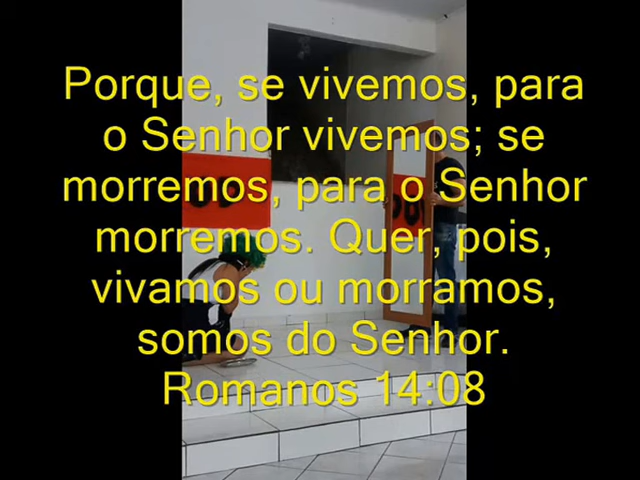 Porque, se vivemos, para
o Senhor vivemos; se
morremos, para o Senhor
morremos. Quer, pois,
vivamos ou morramos,
somos do Senhor.
Romanos 14:08